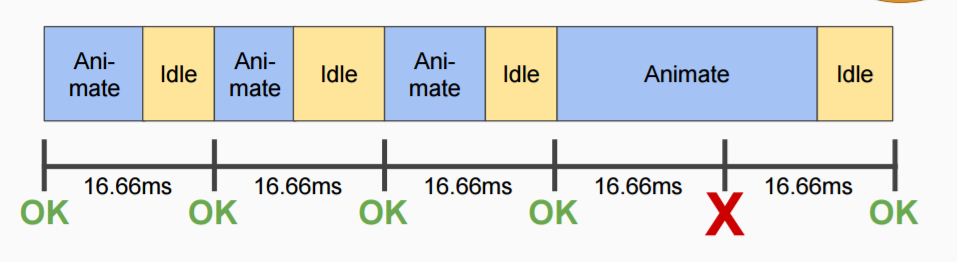 Ani-
mate
Idle
Ani-
mate
Idle
Ani-
mate
Idle
Animate
Idle
16.66ms
16.66ms
16.66ms
16.66ms
16.66ms
OK
OK
OK
OK
X
OK